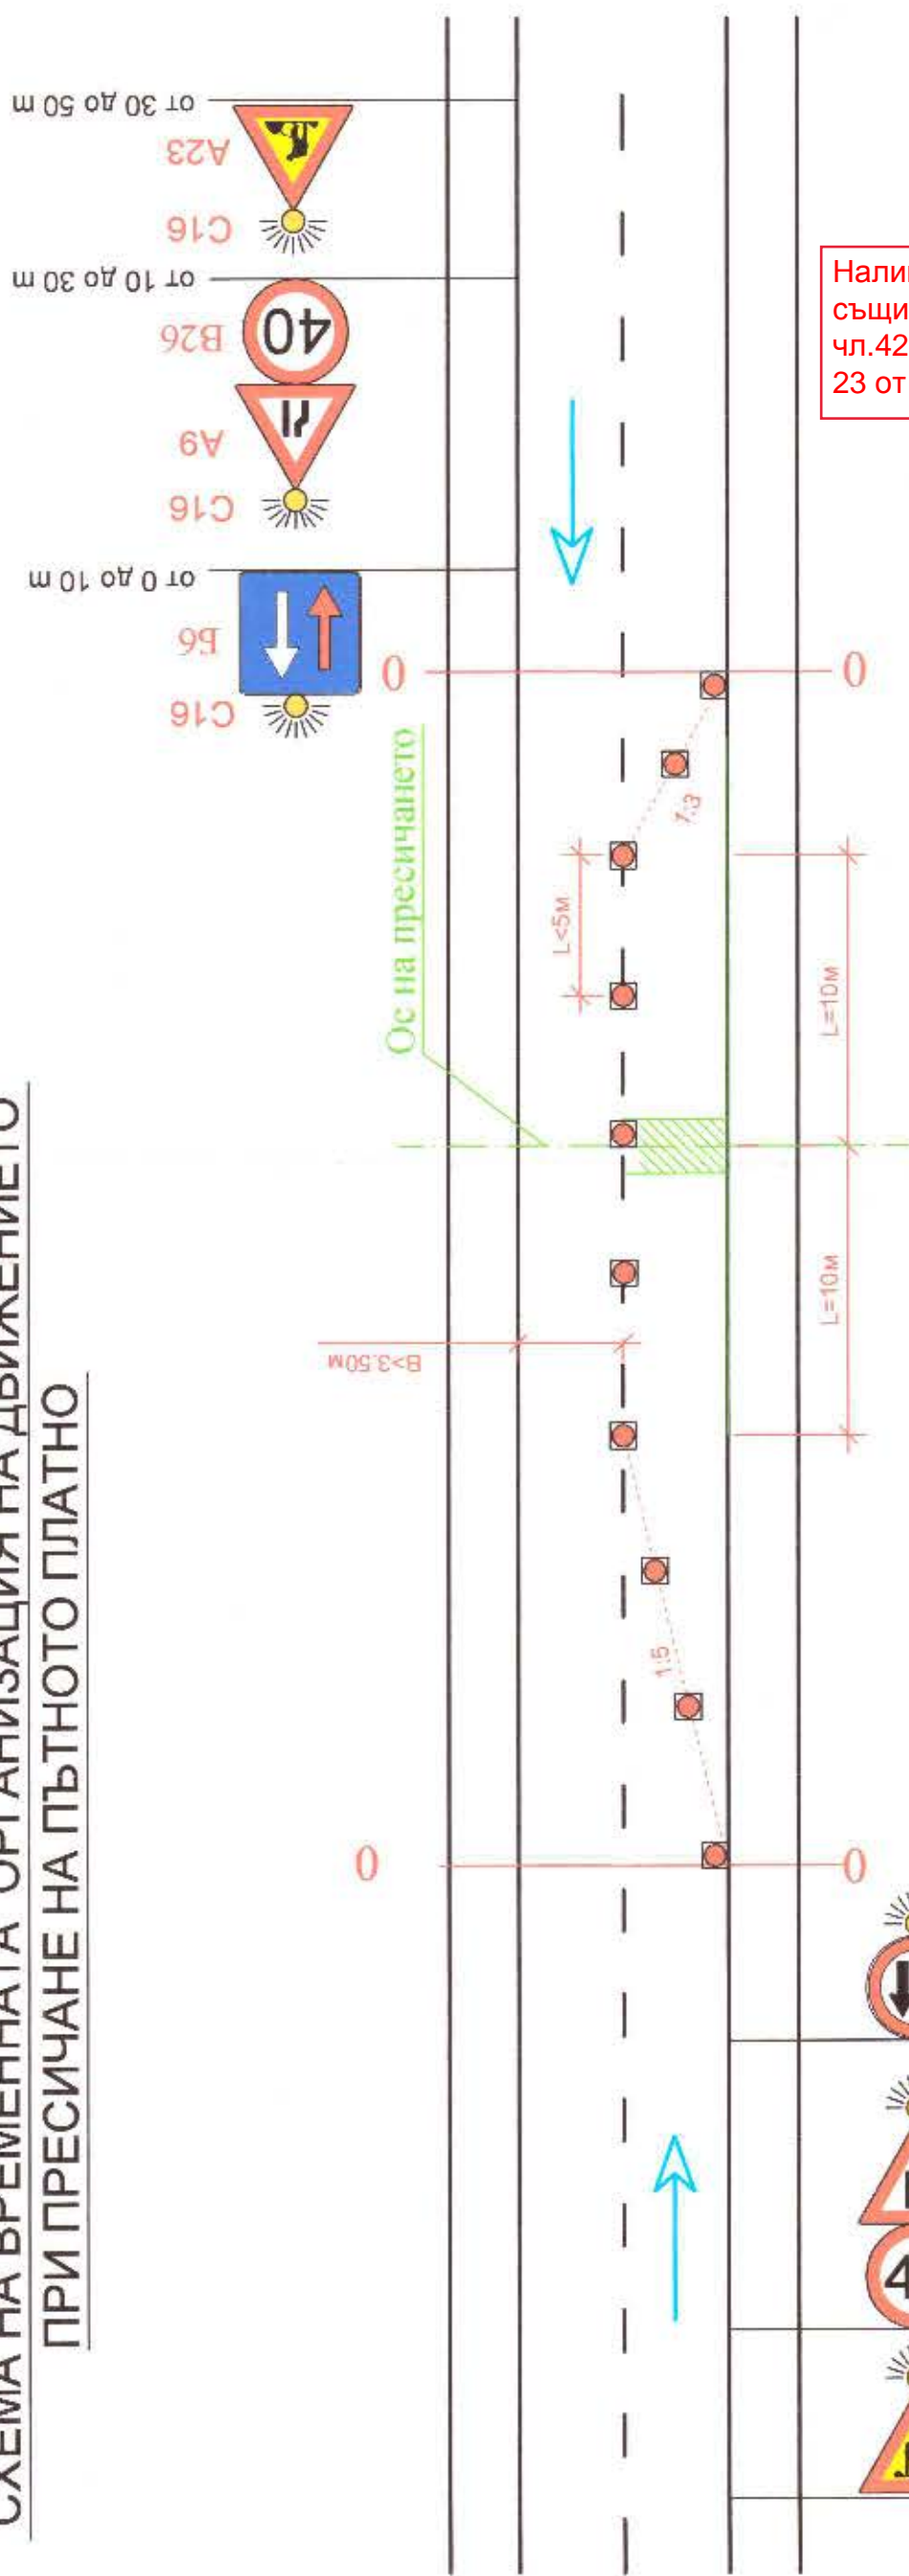 СХЕМА НА ВРЕМЕННАТА ОРГАНИЗАЦИЯ НА ДВИЖЕНИЕТО
ПРИ ПРЕСИЧАНЕ НА ПЪТНОТО ПЛАТНО
от 30 до 50 m
А23
С16
от 10 до 30 m
В26
40
А9
С16
от 0 до 10 m
Б6
С16
0
0
Ос на пресичането
1:3
L<5м
L=10м
L=10м
B>3.50м
1:5
0
0
чл.42
23 от